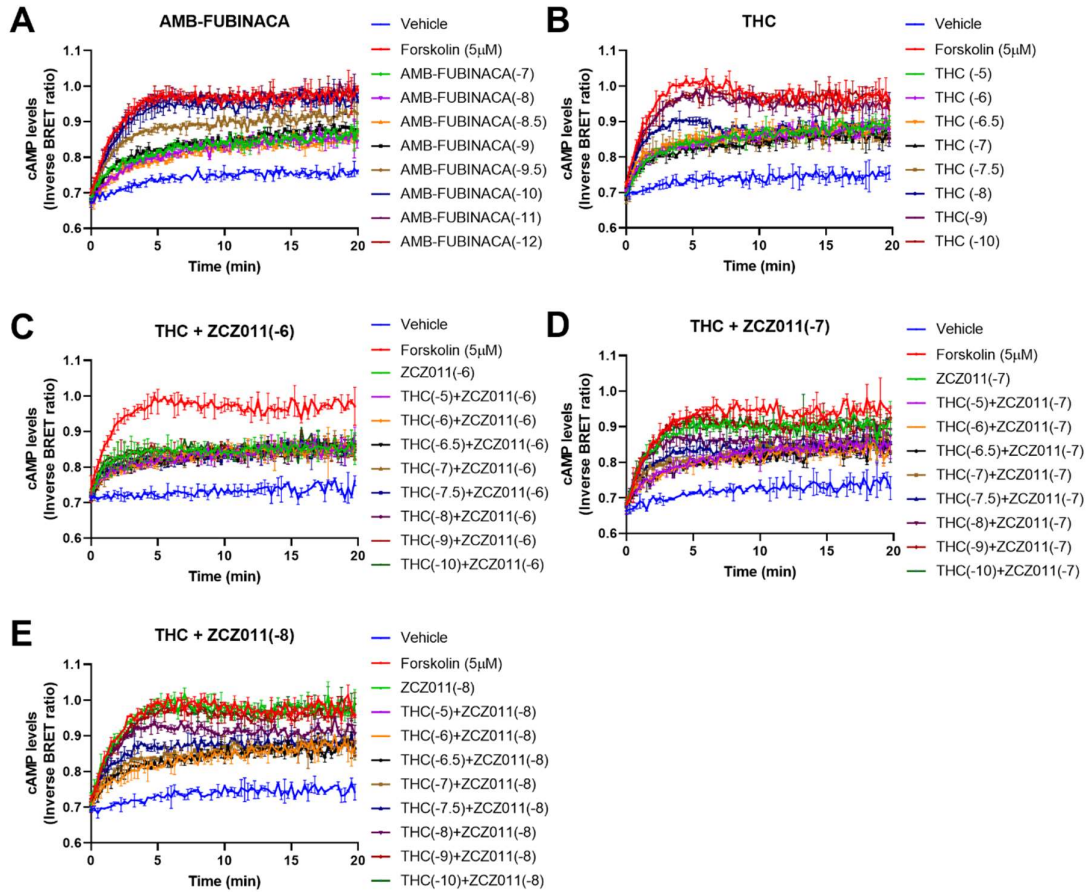 A
AMB-FUBINACA
cAMP levels
(Inverse BRET ratio)
1.1
1.0
0.9
0.8
0.7
0.6
0
5
10
15
20
Time (min)
Vehicle
Forskolin (5μM)
AMB-FUBINACA(-7)
AMB-FUBINACA(-8)
AMB-FUBINACA(-8.5)
AMB-FUBINACA(-9)
AMB-FUBINACA(-9.5)
AMB-FUBINACA(-10)
AMB-FUBINACA(-11)
AMB-FUBINACA(-12)
B
THC
cAMP levels
(Inverse BRET ratio)
1.1
1.0
0.9
0.8
0.7
0.6
0
5
10
15
20
Time (min)
Vehicle
Forskolin (5μM)
THC (-5)
THC (-6)
THC (-6.5)
THC (-7)
THC (-7.5)
THC (-8)
THC(-9)
THC (-10)
C
THC + ZCZ011(-6)
cAMP levels
(Inverse BRET ratio)
1.1
1.0
0.9
0.8
0.7
0.6
0
5
10
15
20
Time (min)
Vehicle
Forskolin (5μM)
ZCZ011(-6)
THC(-5)+ZCZ011(-6)
THC(-6)+ZCZ011(-6)
THC(-6.5)+ZCZ011(-6)
THC(-7)+ZCZ011(-6)
THC(-7.5)+ZCZ011(-6)
THC(-8)+ZCZ011(-6)
THC(-9)+ZCZ011(-6)
THC(-10)+ZCZ011(-6)
D
THC + ZCZ011(-7)
cAMP levels
(Inverse BRET ratio)
1.1
1.0
0.9
0.8
0.7
0.6
0
5
10
15
20
Time (min)
Vehicle
Forskolin (5μM)
ZCZ011(-7)
THC(-5)+ZCZ011(-7)
THC(-6)+ZCZ011(-7)
THC(-6.5)+ZCZ011(-7)
THC(-7)+ZCZ011(-7)
THC(-7.5)+ZCZ011(-7)
THC(-8)+ZCZ011(-7)
THC(-9)+ZCZ011(-7)
THC(-10)+ZCZ011(-7)
E
THC + ZCZ011(-8)
cAMP levels
(Inverse BRET ratio)
1.1
1.0
0.9
0.8
0.7
0.6
0
5
10
15
20
Time (min)
Vehicle
Forskolin (5μM)
ZCZ011(-8)
THC(-5)+ZCZ011(-8)
THC(-6)+ZCZ011(-8)
THC(-6.5)+ZCZ011(-8)
THC(-7)+ZCZ011(-8)
THC(-7.5)+ZCZ011(-8)
THC(-8)+ZCZ011(-8)
THC(-9)+ZCZ011(-8)
THC(-10)+ZCZ011(-8)